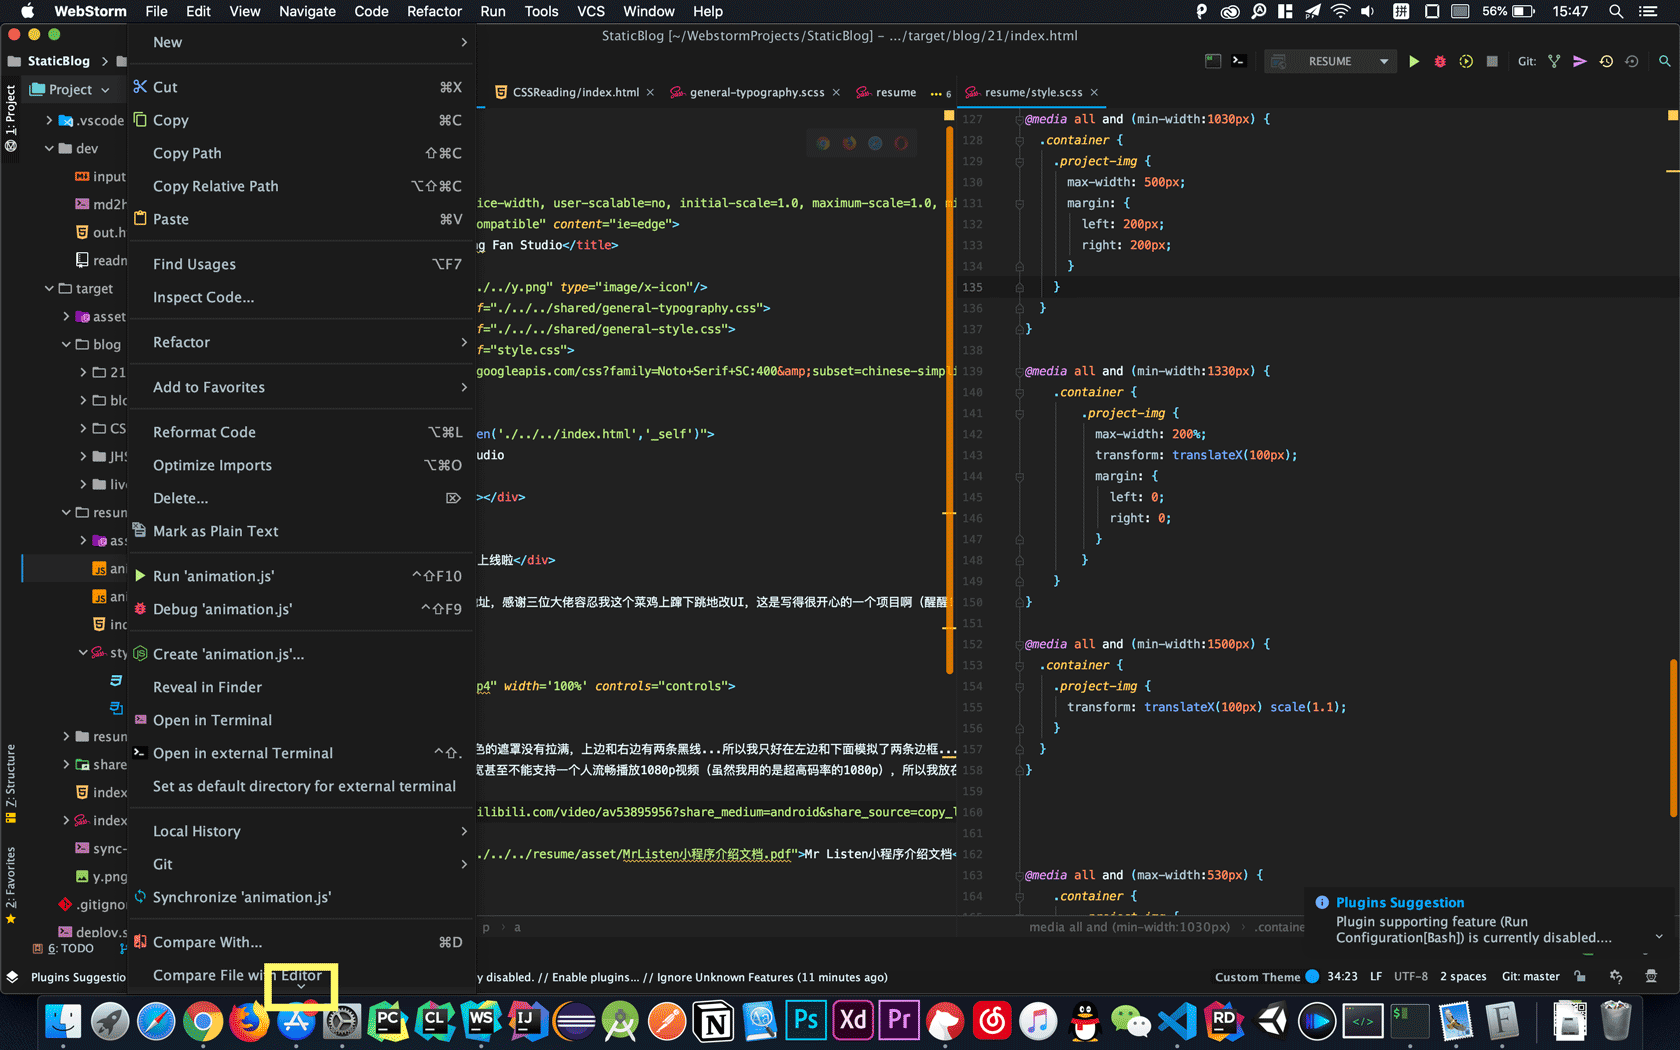 WebStorm File Edit View Navigate Code Refactor Run Tools VCS Window Help 56% 15:47
StaticBlog [~/WebstormProjects/StaticBlog] - .../target/blog/21/index.html
StaticBlog
RESUME Git:
Project
1: Project
Z: Structure
2: Favorites
.vscode
dev
input
md2h
out.h
readn
target
asset
blog
21
blo
CS
JHS
live
resun
ass
ani
ani
ind
sty
resun
share
index
index
sync-
y.png
.gitignor
deploy.s
6: TODO
New
Cut ⌘X
Copy ⌘C
Copy Path ⇧⌘C
Copy Relative Path ⌥⇧⌘C
Paste ⌘V
Find Usages ⌥F7
Inspect Code...
Refactor
Add to Favorites
Reformat Code ⌥⌘L
Optimize Imports ⌥⌘O
Delete... ⌦
Mark as Plain Text
Run 'animation.js' ^⇧F10
Debug 'animation.js' ^⇧F9
Create 'animation.js'...
Reveal in Finder
Open in Terminal
Open in external Terminal ^⇧.
Set as default directory for external terminal
Local History
Git
Synchronize 'animation.js'
Compare With... ⌘D
Compare File with Editor
CSSReading/index.html general-typography.scss resume 6 resume/style.scss
ice-width, user-scalable=no, initial-scale=1.0, maximum-scale=1.0, mi
ompatible" content="ie=edge">
g Fan Studio</title>
./../y.png" type="image/x-icon"/>
f="./../../shared/general-typography.css">
f="./../../shared/general-style.css">
f="style.css">
googleapis.com/css?family=Noto+Serif+SC:400&amp;subset=chinese-simpli
en('./../../index.html','_self')">
udio
></div>
上线啦</div>
址，感谢三位大佬容忍我这个菜鸡上蹿下跳地改UI，这是写得很开心的一个项目啊（醒醒
p4" width='100%' controls="controls">
色的遮罩没有拉满，上边和右边有两条黑线...所以我只好在左边和下面模拟了两条边框...
宽甚至不能支持一个人流畅播放1080p视频（虽然我用的是超高码率的1080p），所以我放在
ilibili.com/video/av53895956?share_medium=android&share_source=copy_l
./../../resume/asset/MrListen小程序介绍文档.pdf">Mr Listen小程序介绍文档<
p › a
127 @media all and (min-width:1030px) {
128 .container {
129 .project-img {
130 max-width: 500px;
131 margin: {
132 left: 200px;
133 right: 200px;
134 }
135 }
136 }
137 }
138
139 @media all and (min-width:1330px) {
140 .container {
141 .project-img {
142 max-width: 200%;
143 transform: translateX(100px);
144 margin: {
145 left: 0;
146 right: 0;
147 }
148 }
149 }
150 }
151
152 @media all and (min-width:1500px) {
153 .container {
154 .project-img {
155 transform: translateX(100px) scale(1.1);
156 }
157 }
158 }
159
160
161
162
163 @media all and (max-width:530px) {
164 .container {
media all and (min-width:1030px) › .containe
Plugins Suggestion
Plugin supporting feature (Run
Configuration[Bash]) is currently disabled....
Plugins Suggestio
y disabled. // Enable plugins... // Ignore Unknown Features (11 minutes ago)
Custom Theme 34:23 LF UTF-8 2 spaces Git: master
PC CL WS IJ N Ps Xd Pr RD </> $ F